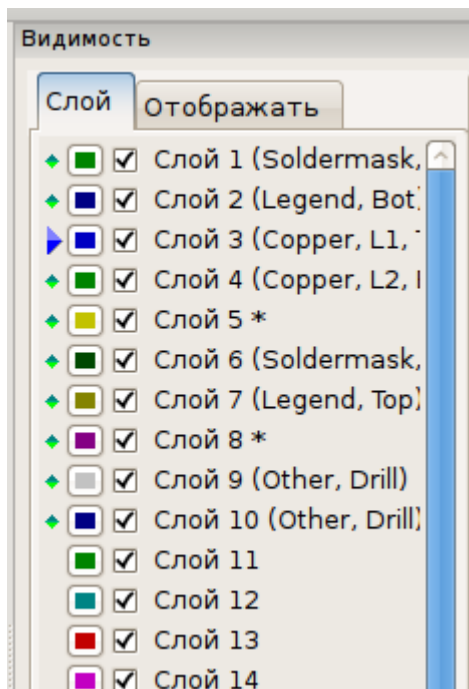 Видимость
Слой
Отображать
Слой 1 (Soldermask,
Слой 2 (Legend, Bot
Слой 3 (Copper, L1,
Слой 4 (Copper, L2,
Слой 5 *
Слой 6 (Soldermask,
Слой 7 (Legend, Top)
Слой 8 *
Слой 9 (Other, Drill)
Слой 10 (Other, Drill)
Слой 11
Слой 12
Слой 13
Слой 14